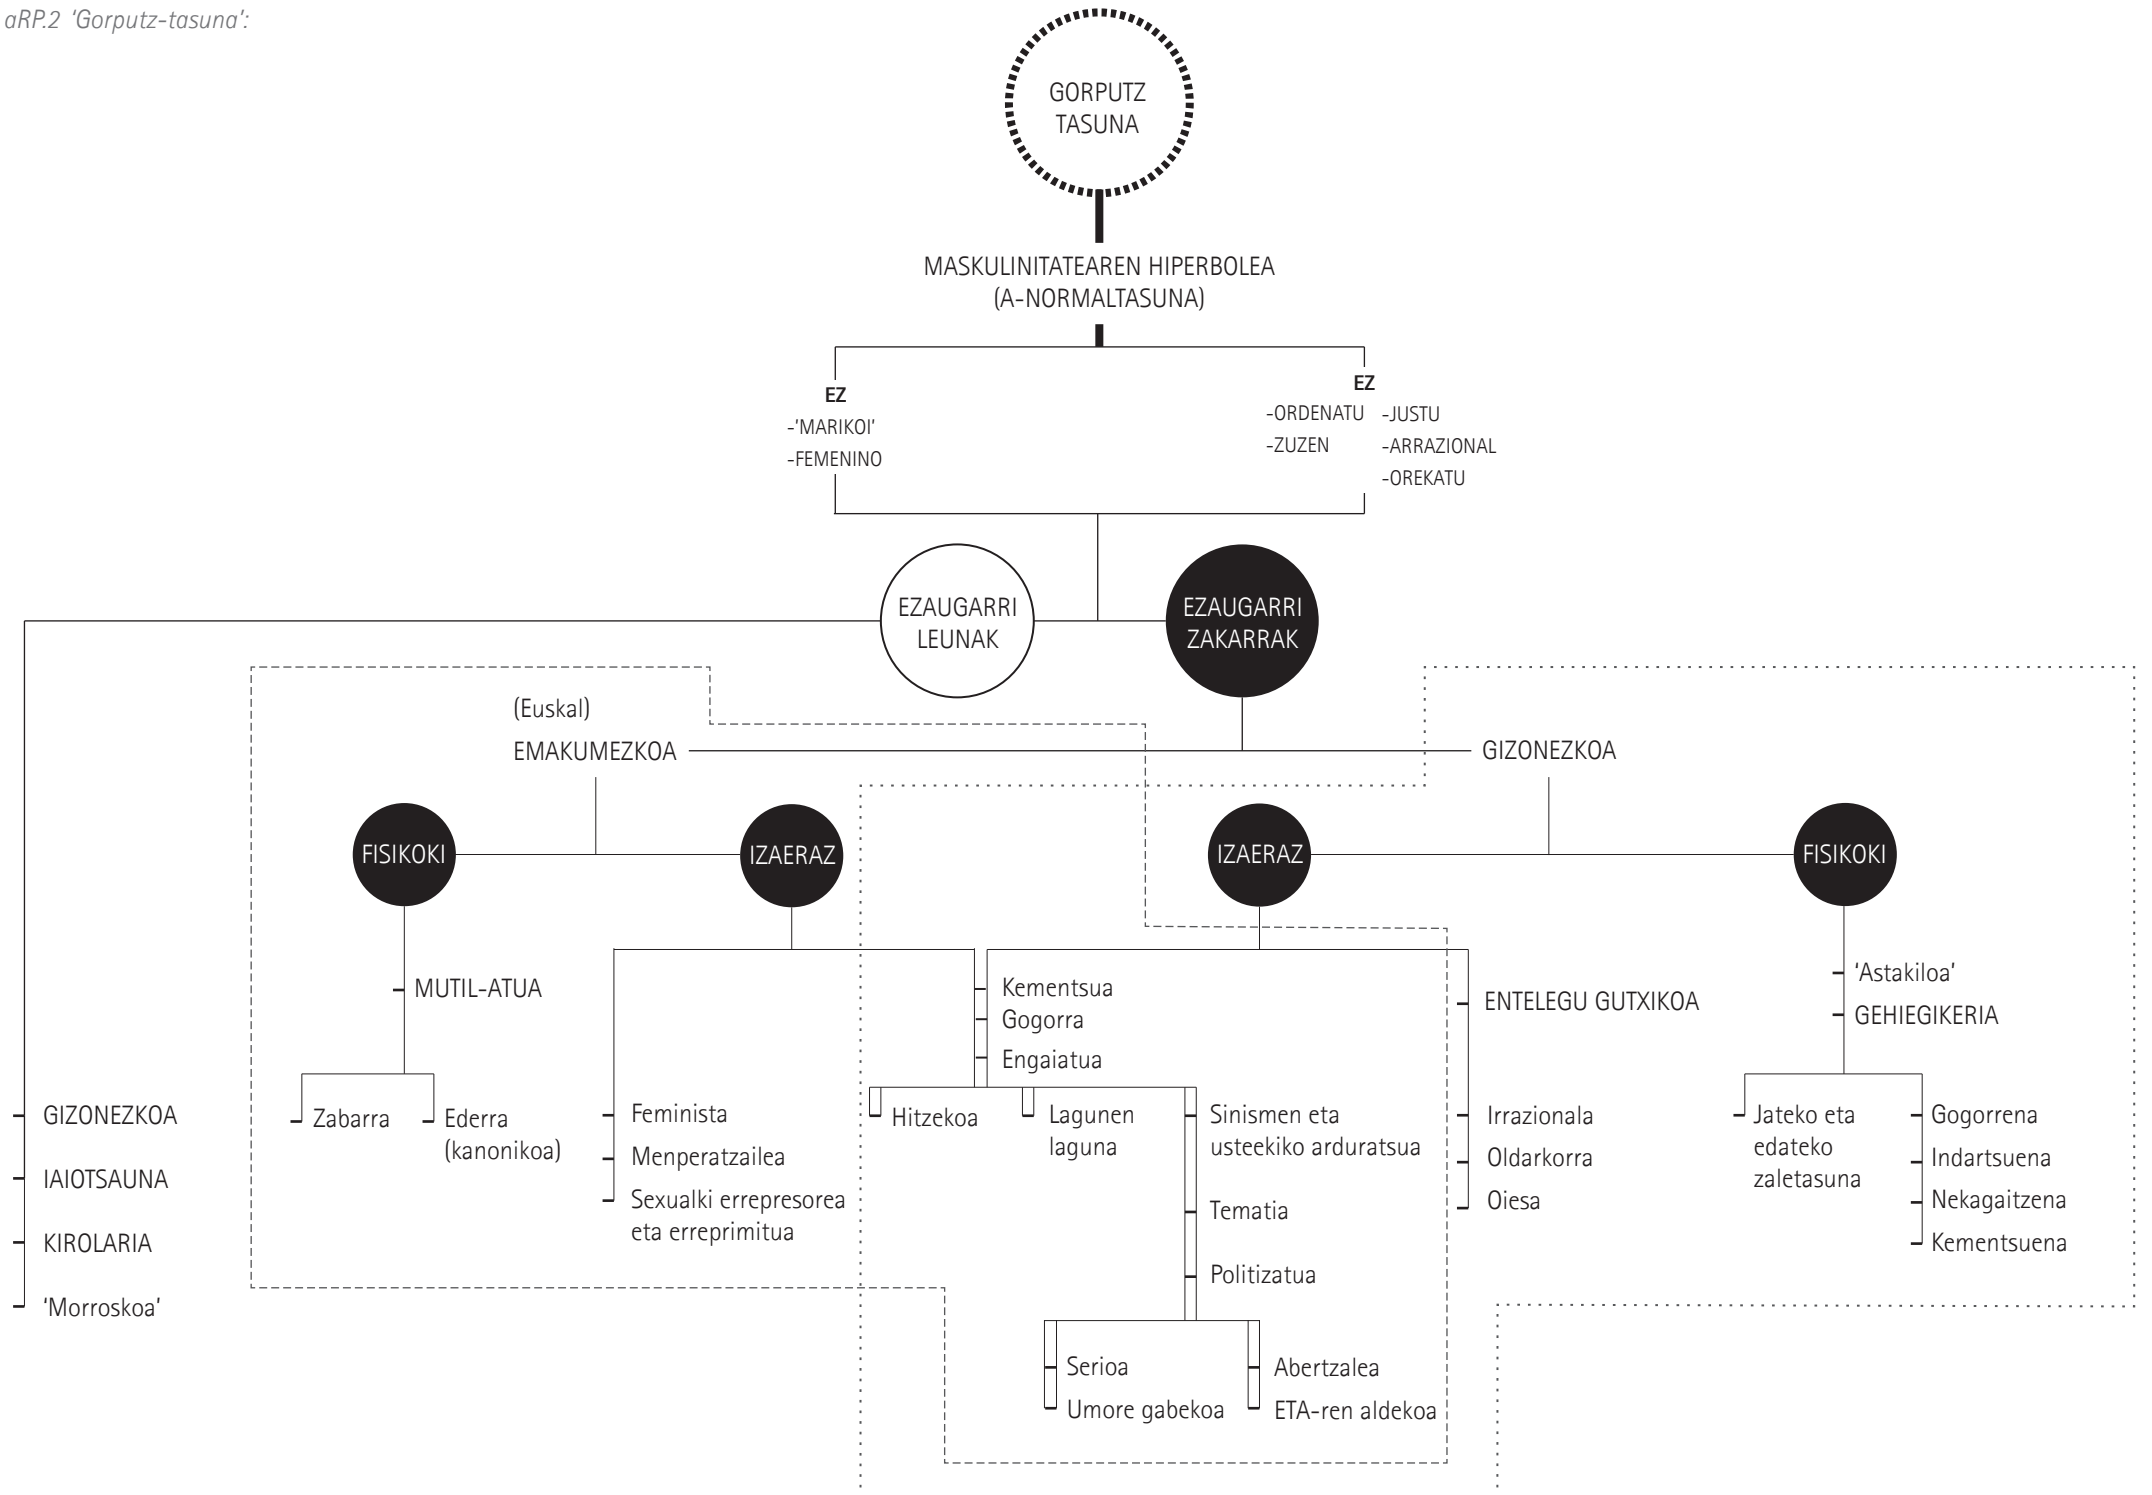 aRP.2 'Gorputz-tasuna':
GORPUTZ
TASUNA
MASKULINITATEAREN HIPERBOLEA
(A-NORMALTASUNA)
EZ
-'MARIKOI'
-FEMENINO
EZ
-ORDENATU
-ZUZEN
-JUSTU
-ARRAZIONAL
-OREKATU
EZAUGARRI
LEUNAK
EZAUGARRI
ZAKARRAK
(Euskal)
EMAKUMEZKOA
GIZONEZKOA
FISIKOKI
IZAERAZ
IZAERAZ
FISIKOKI
MUTIL-ATUA
Zabarra
Ederra
(kanonikoa)
Feminista
Menperatzailea
Sexualki errepresorea
eta erreprimitua
Kementsua
Gogorra
Engaiatua
Hitzekoa
Lagunen
laguna
Sinismen eta
usteekiko arduratsua
Tematia
Politizatua
Serioa
Umore gabekoa
Abertzalea
ETA-ren aldekoa
ENTELEGU GUTXIKOA
Irrazionala
Oldarkorra
Oiesa
'Astakiloa'
GEHIEGIKERIA
Jateko eta
edateko
zaletasuna
Gogorrena
Indartsuena
Nekagaitzena
Kementsuena
GIZONEZKOA
IAIOTSAUNA
KIROLARIA
'Morroskoa'